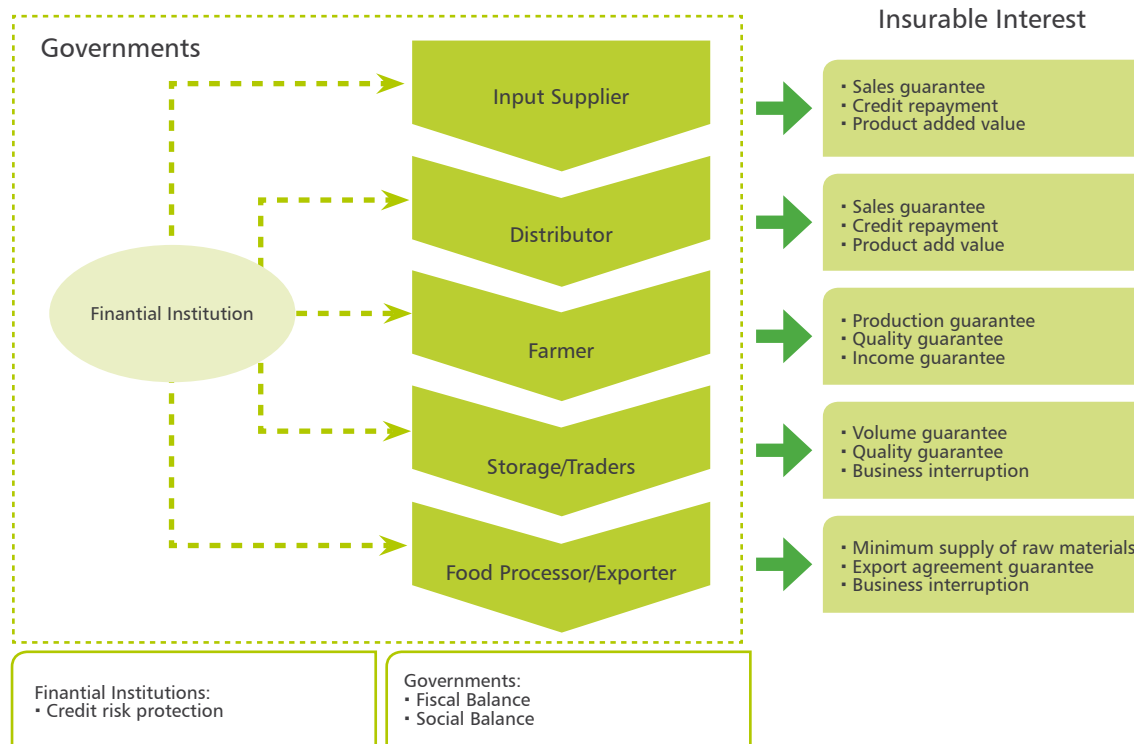 Insurable Interest
Governments
Input Supplier
▪ Sales guarantee
▪ Credit repayment
▪ Product added value
Distributor
▪ Sales guarantee
▪ Credit repayment
▪ Product add value
Finantial Institution
Farmer
▪ Production guarantee
▪ Quality guarantee
▪ Income guarantee
Storage/Traders
▪ Volume guarantee
▪ Quality guarantee
▪ Business interruption
Food Processor/Exporter
▪ Minimum supply of raw materials
▪ Export agreement guarantee
▪ Business interruption
Finantial Institutions:
▪ Credit risk protection
Governments:
▪ Fiscal Balance
▪ Social Balance